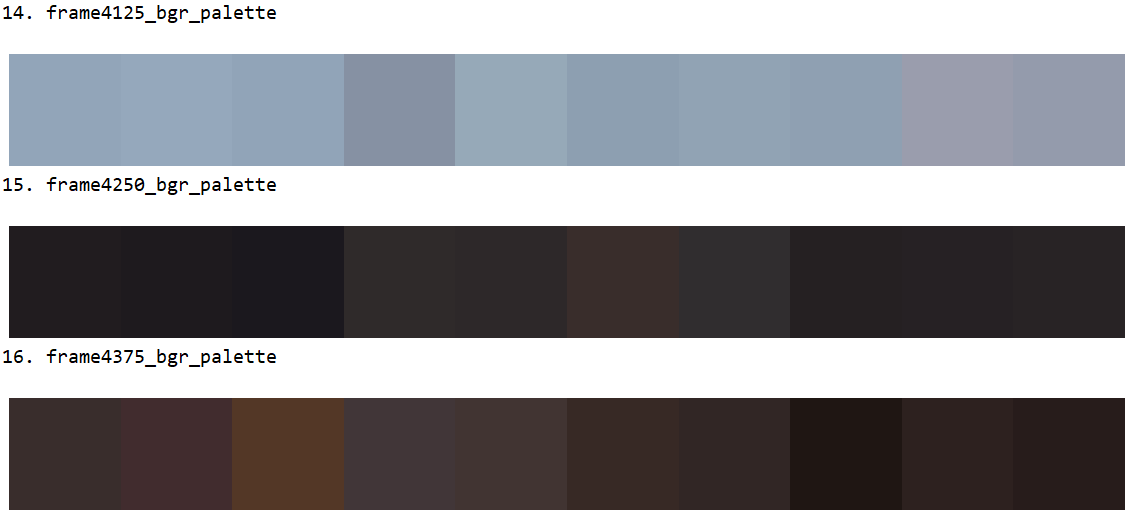 14. frame4125_bgr_palette
15. frame4250_bgr_palette
16. frame4375_bgr_palette